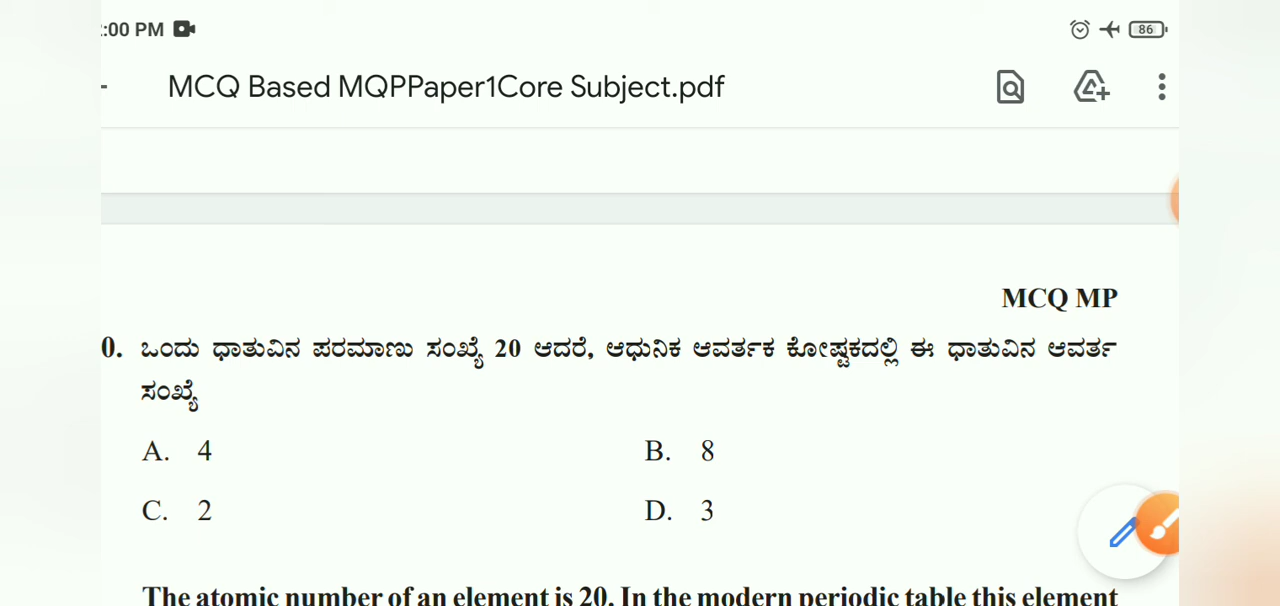 :00 PM
86
MCQ Based MQPPaper1Core Subject.pdf
MCQ MP
0. ಒಂದು ಧಾತುವಿನ ಪರಮಾಣು ಸಂಖ್ಯೆ 20 ಆದರೆ, ಆಧುನಿಕ ಆವರ್ತಕ ಕೋಷ್ಟಕದಲ್ಲಿ ಈ ಧಾತುವಿನ ಆವರ್ತ
ಸಂಖ್ಯೆ
A. 4 B. 8
C. 2 D. 3
The atomic number of an element is 20. In the modern periodic table this element